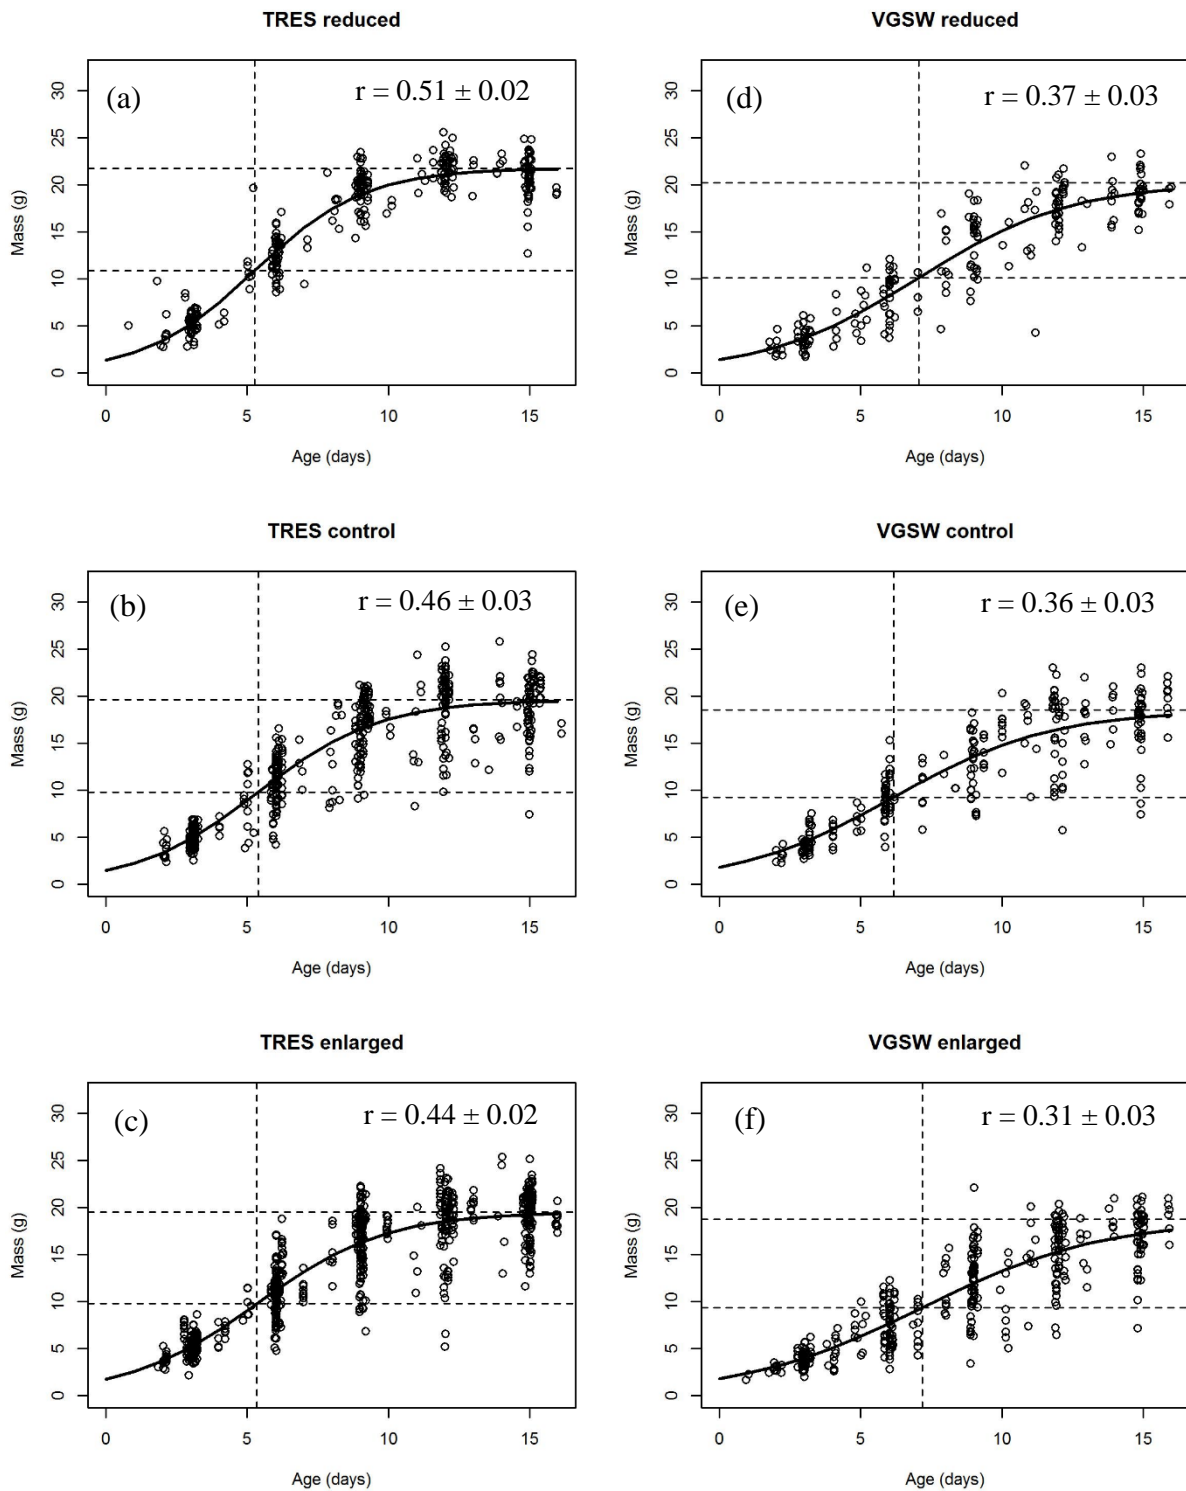 TRES reduced
(a)
r = 0.51 ± 0.02
Mass (g)
30
25
20
15
10
5
0
0 5 10 15
Age (days)
VGSW reduced
(d)
r = 0.37 ± 0.03
Mass (g)
30
25
20
15
10
5
0
0 5 10 15
Age (days)
TRES control
(b)
r = 0.46 ± 0.03
Mass (g)
30
25
20
15
10
5
0
0 5 10 15
Age (days)
VGSW control
(e)
r = 0.36 ± 0.03
Mass (g)
30
25
20
15
10
5
0
0 5 10 15
Age (days)
TRES enlarged
(c)
r = 0.44 ± 0.02
Mass (g)
30
25
20
15
10
5
0
0 5 10 15
Age (days)
VGSW enlarged
(f)
r = 0.31 ± 0.03
Mass (g)
30
25
20
15
10
5
0
0 5 10 15
Age (days)